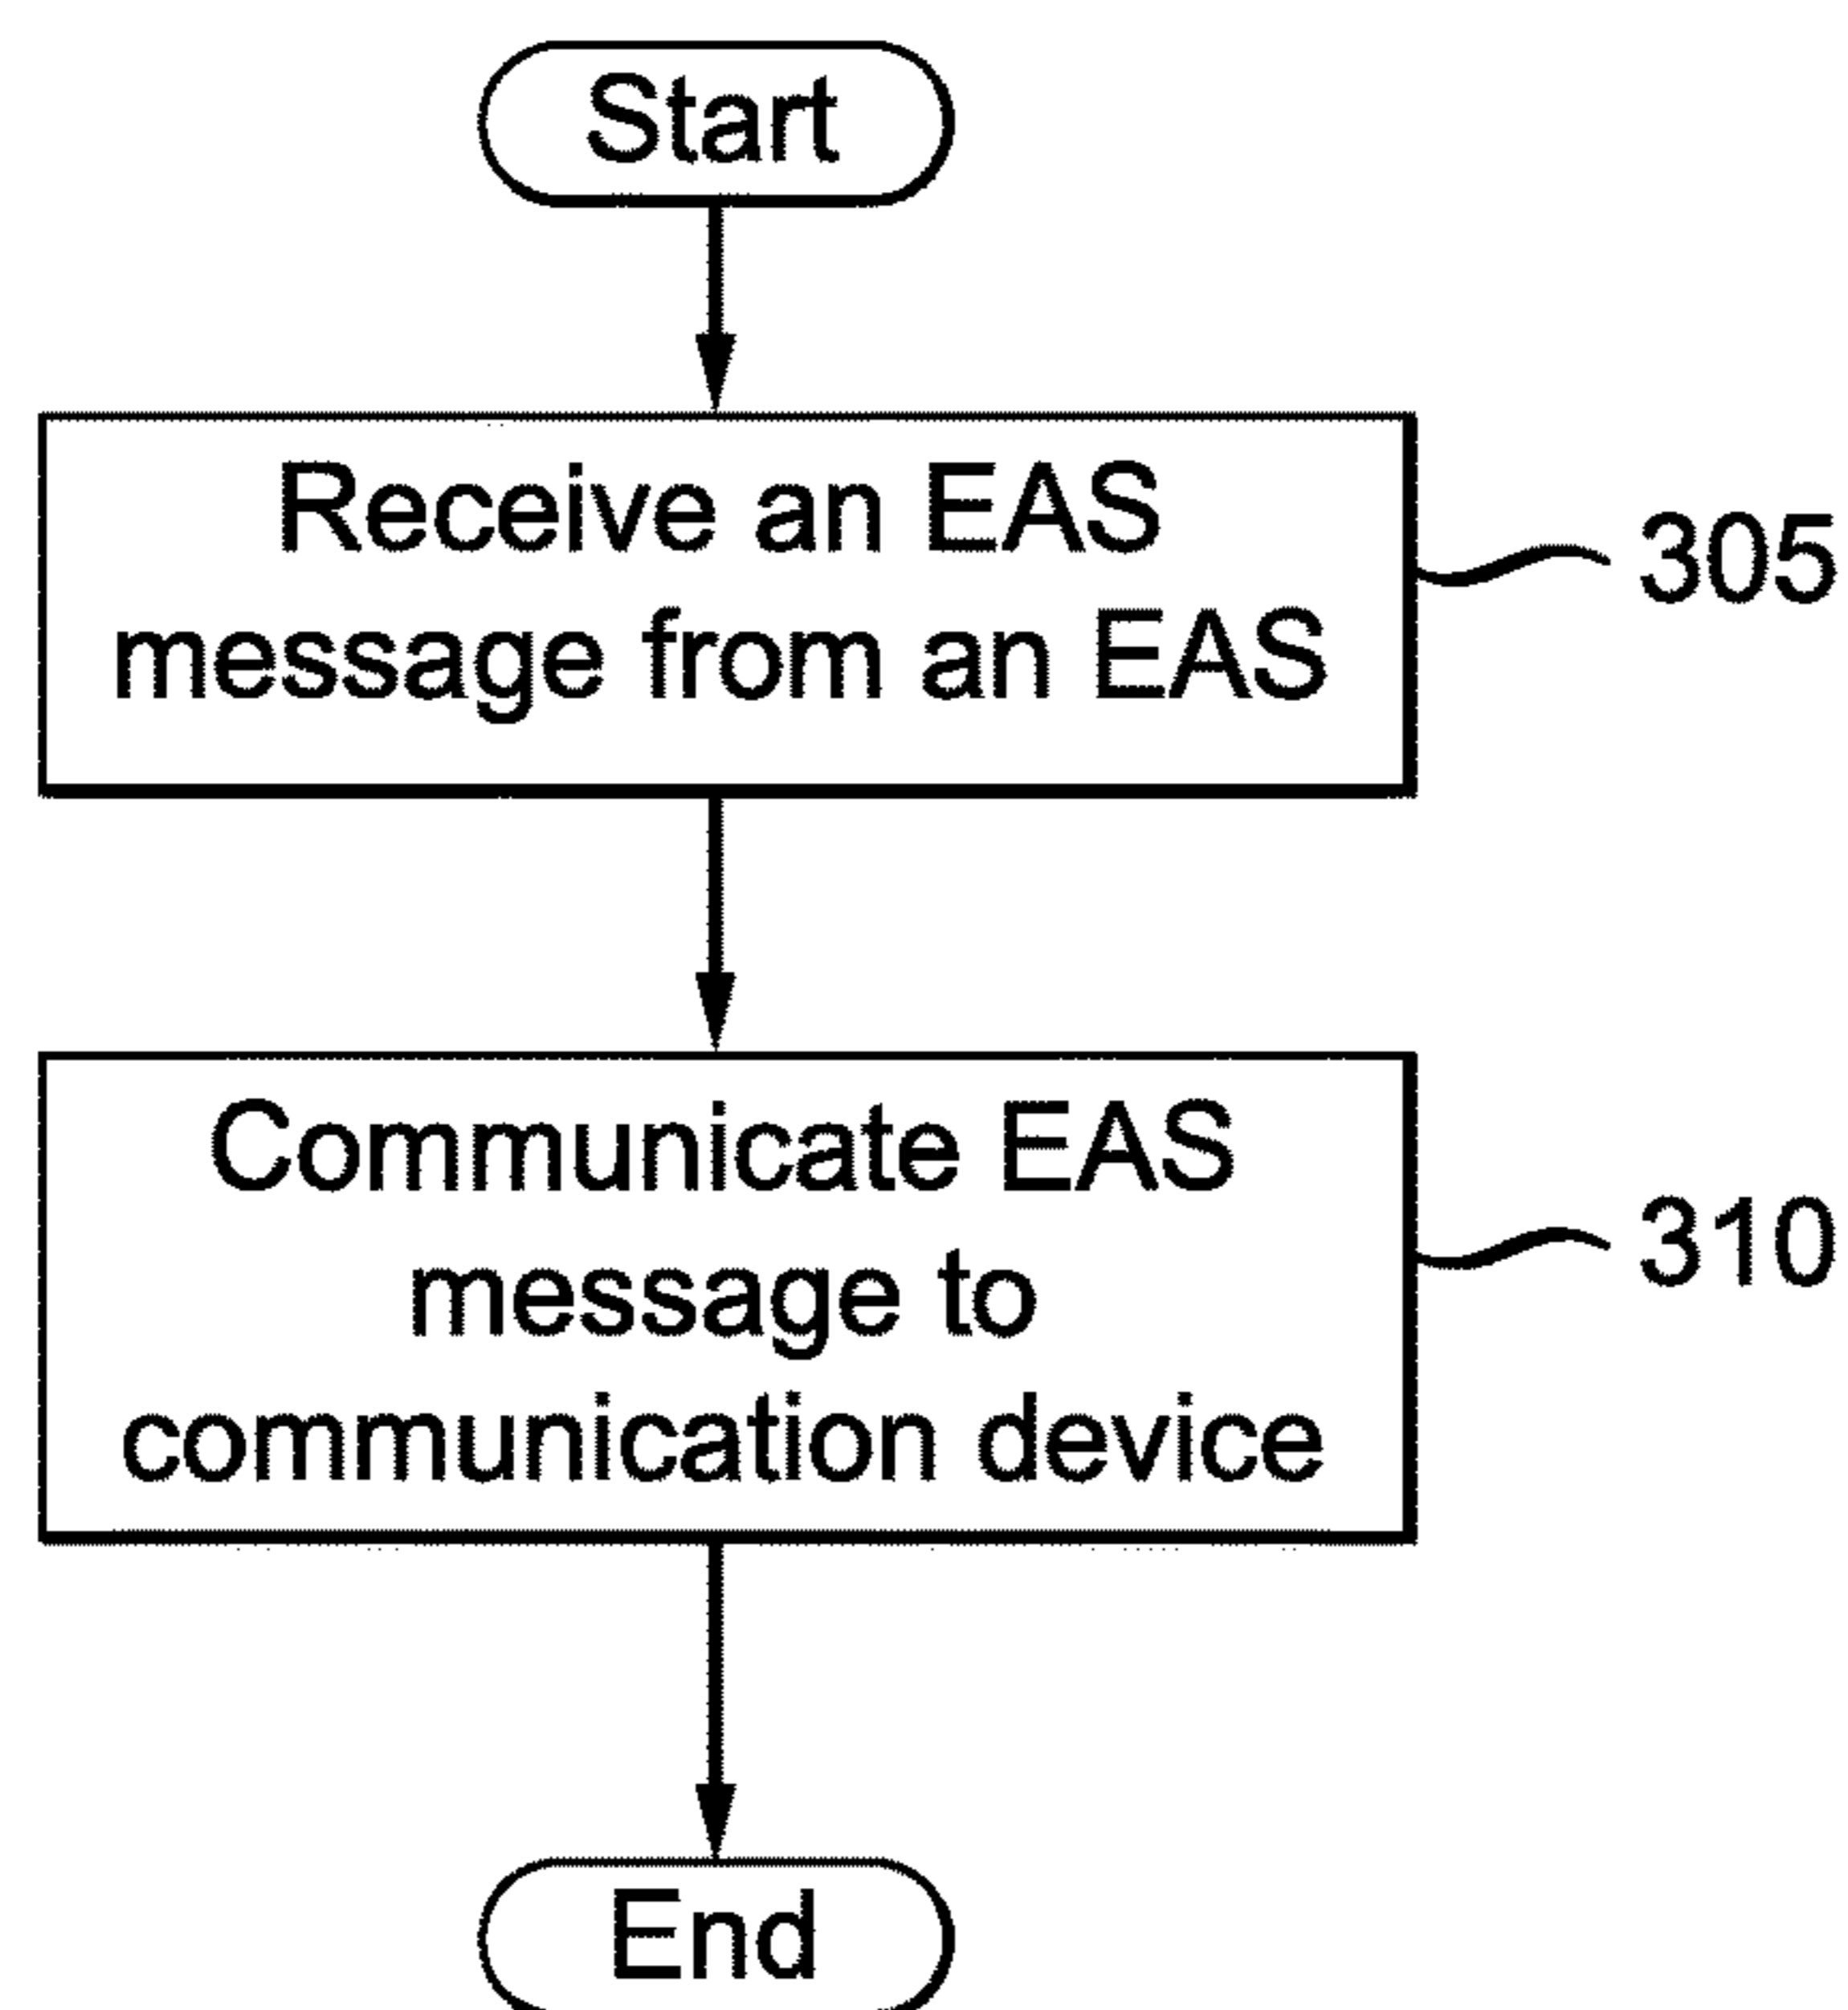 Start
Receive an EAS
message from an EAS
305
Communicate EAS
message to
communication device
310
End